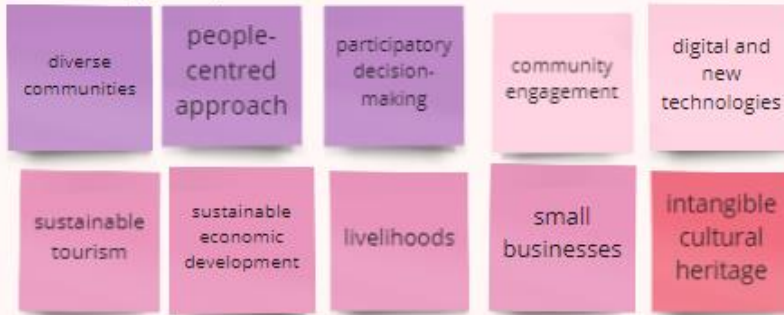 diverse
communities
people-
centred
approach
participatory
decision-
making
community
engagement
digital and
new
technologies
sustainable
tourism
sustainable
economic
development
livelihoods
small
businesses
intangible
cultural
heritage